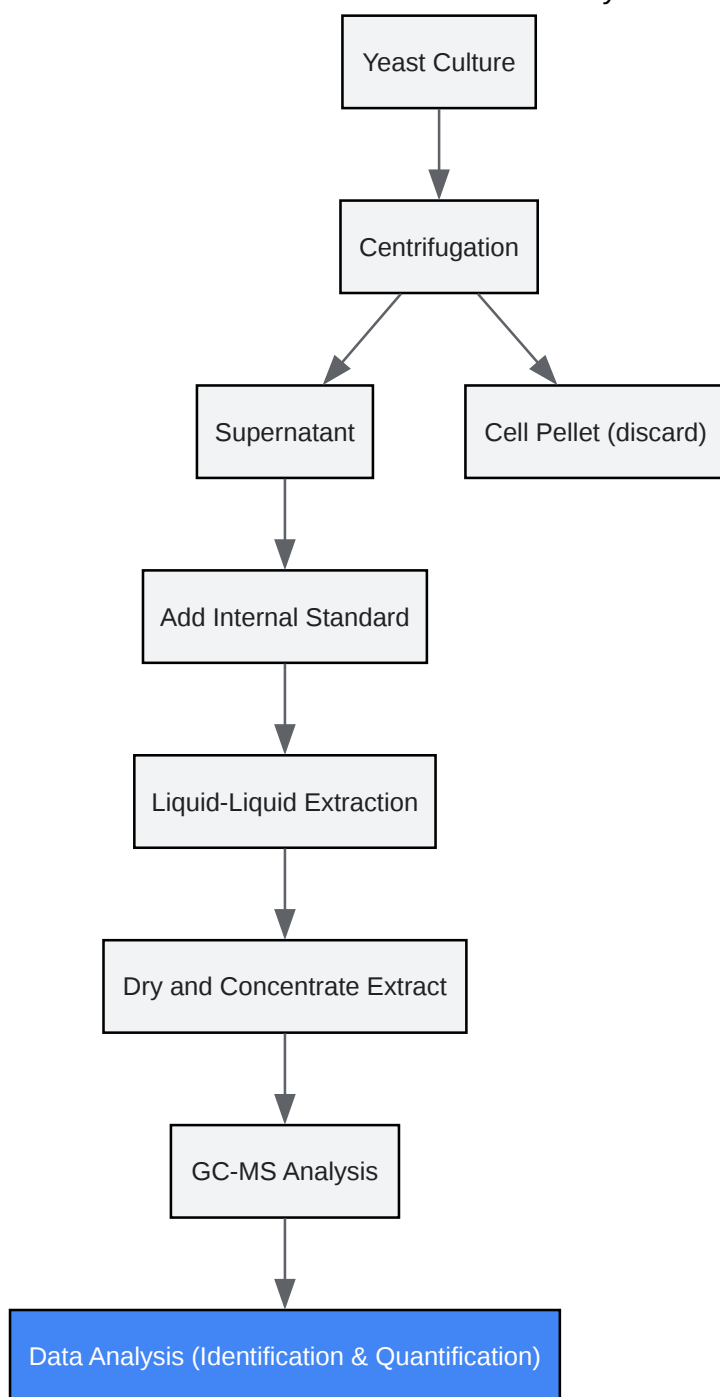 Yeast Culture
Centrifugation
Supernatant
Cell Pellet (discard)
Add Internal Standard
Liquid-Liquid Extraction
Dry and Concentrate Extract
GC-MS Analysis
Data Analysis (Identification & Quantification)